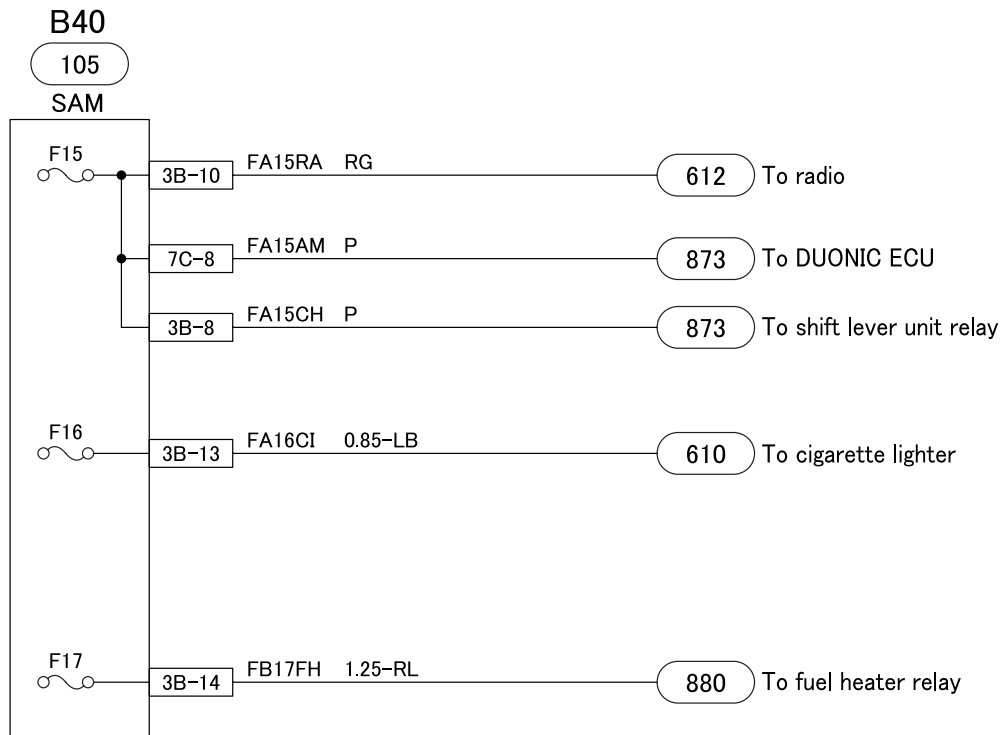 B40
105
SAM
F15
3B-10 FA15RA RG 612 To radio
7C-8 FA15AM P 873 To DUONIC ECU
3B-8 FA15CH P 873 To shift lever unit relay
F16
3B-13 FA16CI 0.85-LB 610 To cigarette lighter
F17
3B-14 FB17FH 1.25-RL 880 To fuel heater relay